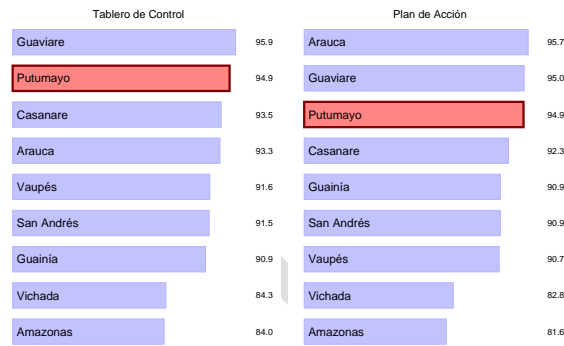 Tablero de Control
Guaviare 95.9
Putumayo 94.9
Casanare 93.5
Arauca 93.3
Vaupés 91.6
San Andrés 91.5
Guainía 90.9
Vichada 84.3
Amazonas 84.0
Plan de Acción
Arauca 95.7
Guaviare 95.0
Putumayo 94.9
Casanare 92.3
Guainía 90.9
San Andrés 90.9
Vaupés 90.7
Vichada 82.8
Amazonas 81.6